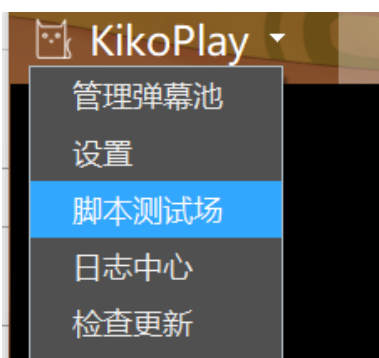 KikoPlay
管理弹幕池
设置
脚本测试场
日志中心
检查更新